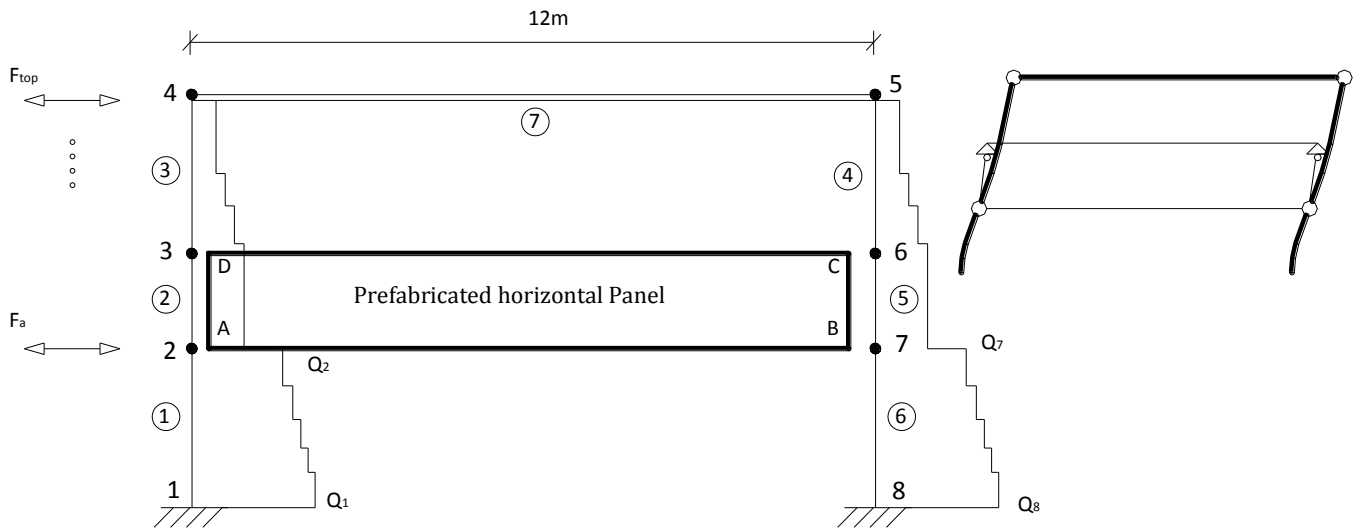 12m
Ftop
4
5
⑦
③
④
3
6
D
C
②
Prefabricated horizontal Panel
⑤
Fa
A
B
2
7
Q2
Q7
①
⑥
1
8
Q1
Q8